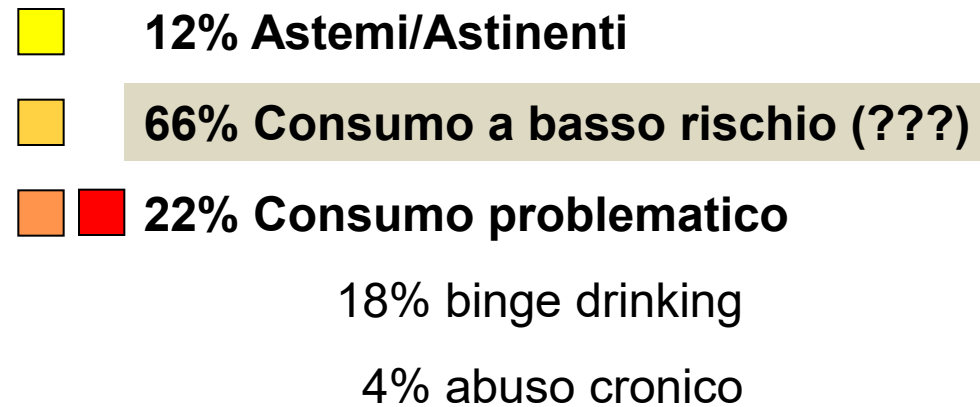 12% Astemi/Astinenti
66% Consumo a basso rischio (???)
22% Consumo problematico
18% binge drinking
4% abuso cronico